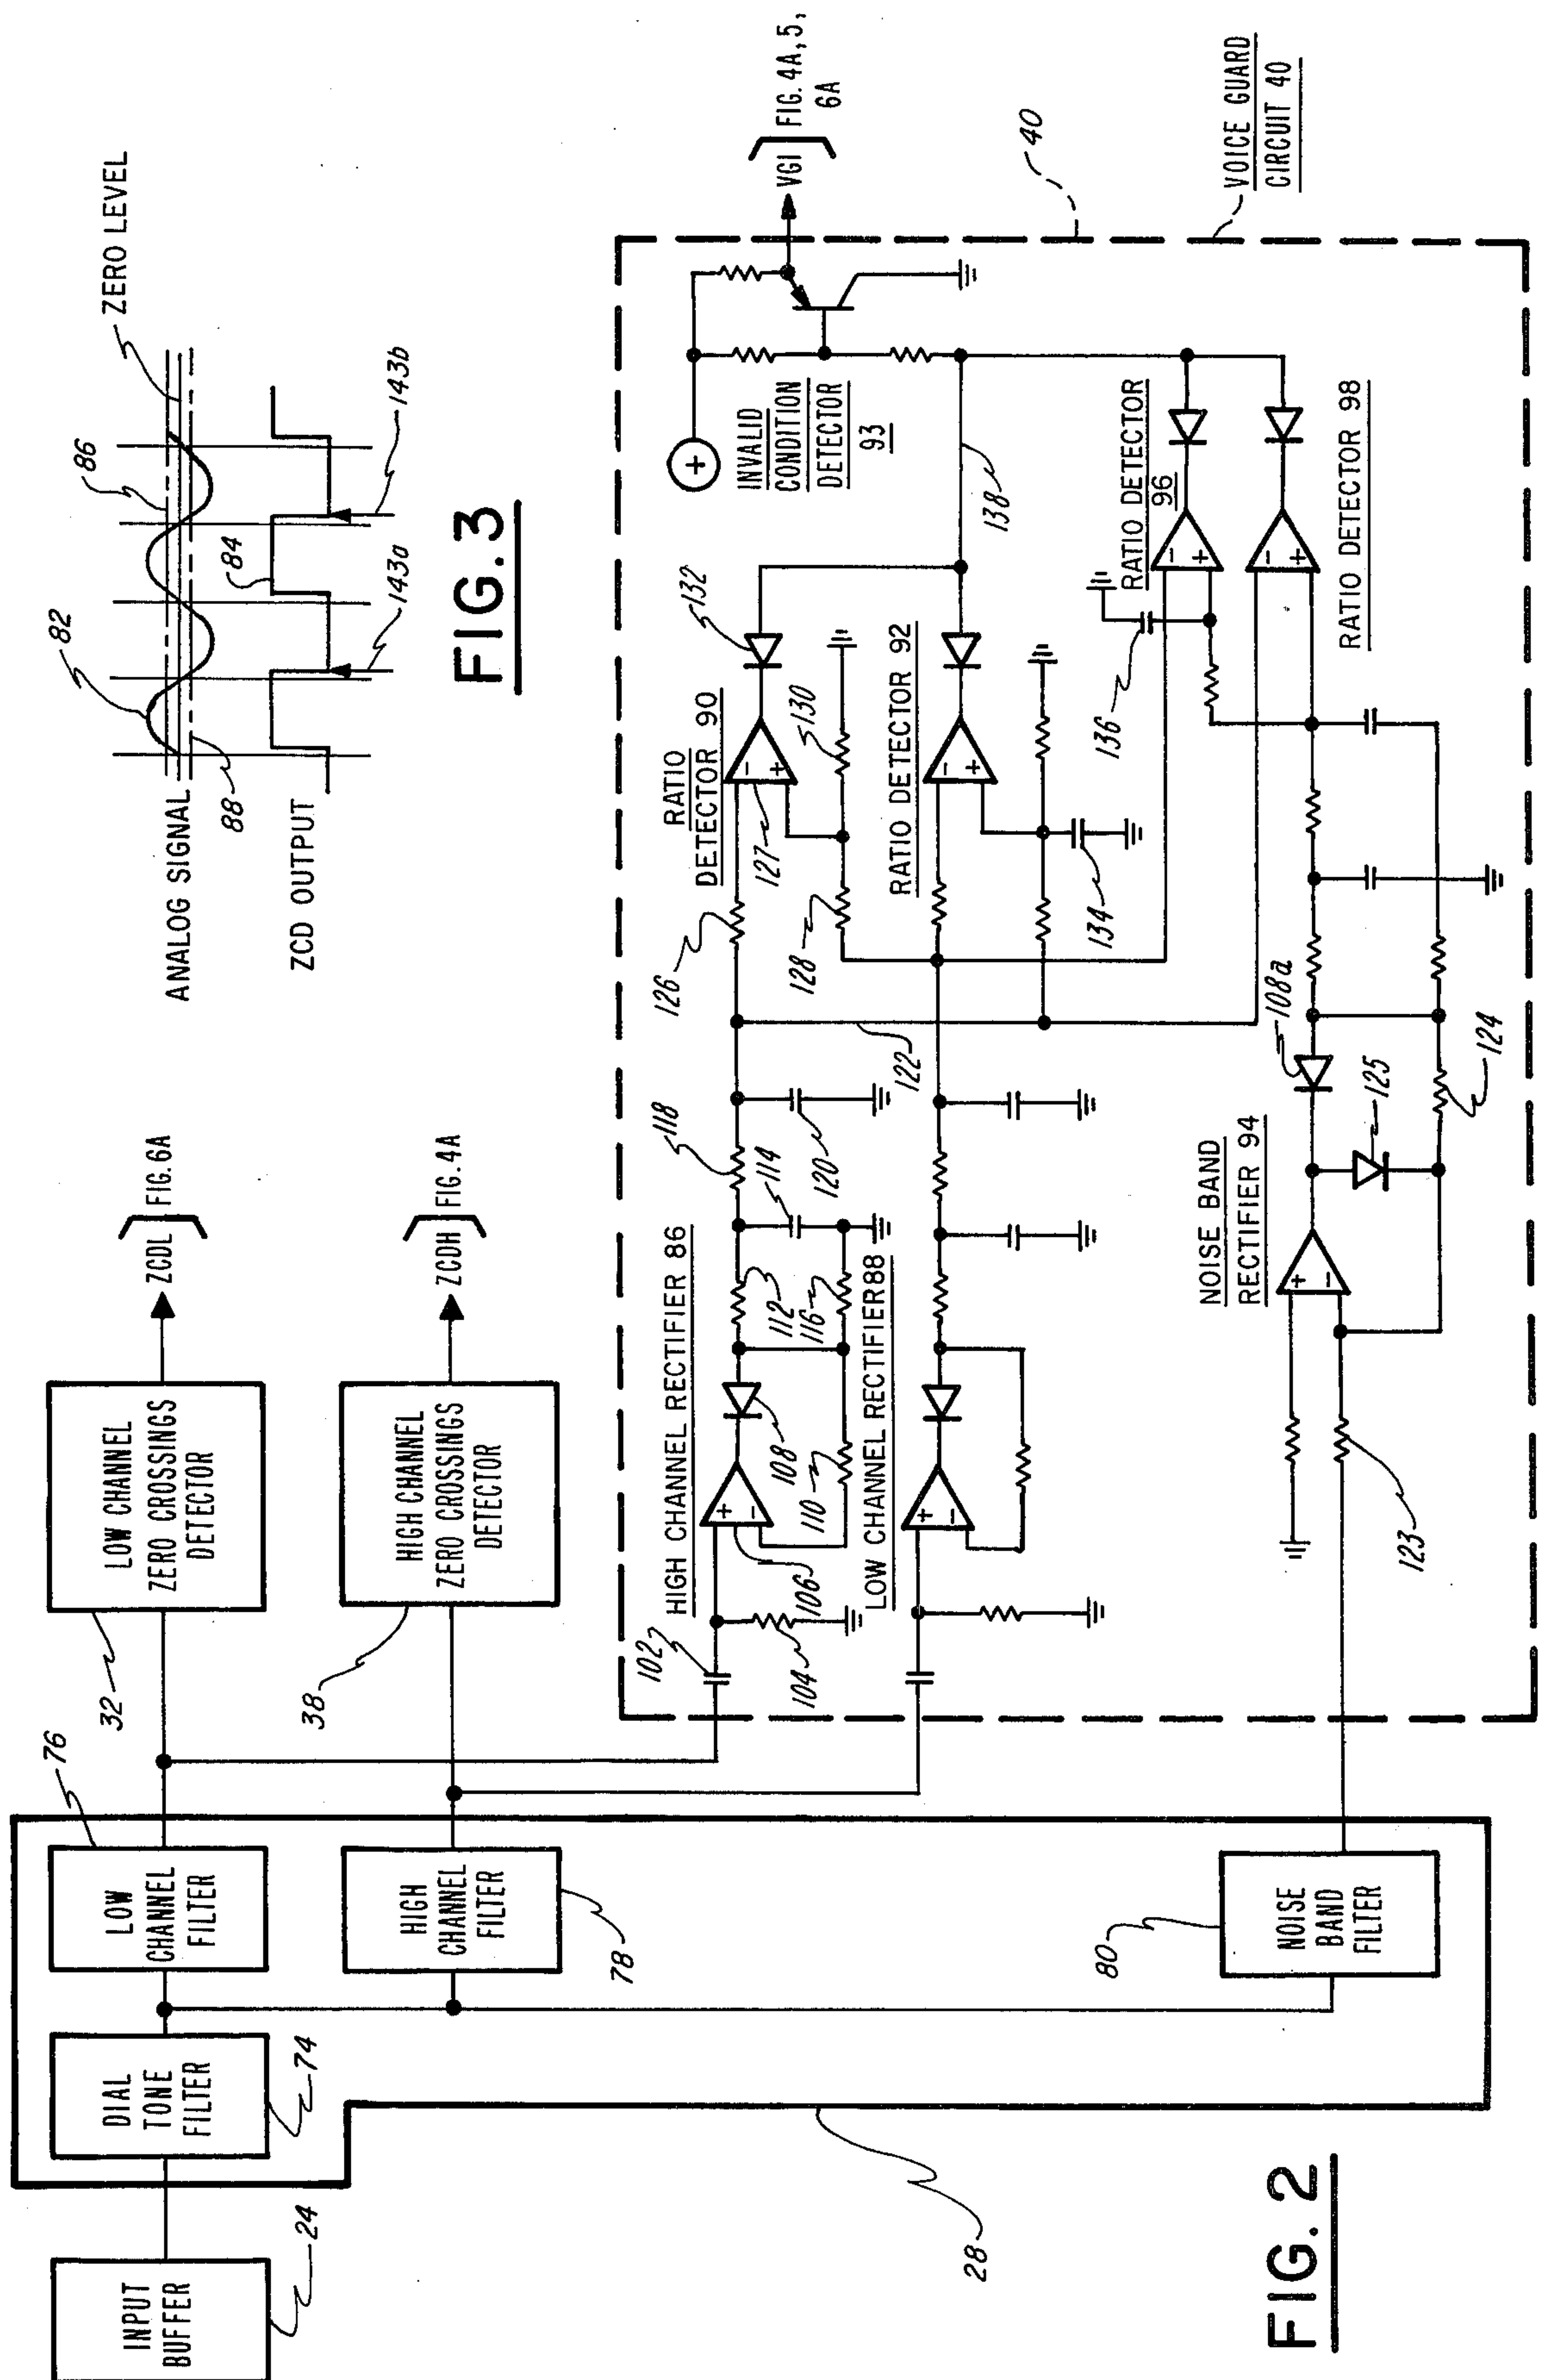 INPUT
BUFFER
24
DIAL
TONE
FILTER
74
LOW
CHANNEL
FILTER
76
HIGH
CHANNEL
FILTER
78
NOISE
BAND
FILTER
80
28
LOW CHANNEL
ZERO CROSSINGS
DETECTOR
32
ZCDL
FIG. 6A
HIGH CHANNEL
ZERO CROSSINGS
DETECTOR
38
ZCDH
FIG. 4A
ANALOG SIGNAL
82
86
88
ZERO LEVEL
ZCD OUTPUT
84
143a
143b
FIG. 3
HIGH CHANNEL RECTIFIER 86
102
104
106
+
−
108
110
112
114
116
118
120
122
LOW CHANNEL RECTIFIER 88
+
−
NOISE BAND
RECTIFIER 94
+
−
123
124
125
108a
RATIO
DETECTOR 90
126
127
−
+
128
130
132
RATIO DETECTOR 92
−
+
134
136
138
RATIO DETECTOR
96
−
+
RATIO DETECTOR 98
−
+
+
INVALID
CONDITION
DETECTOR
93
VGI
FIG. 4A, 5,
6A
40
VOICE GUARD
CIRCUIT 40
FIG. 2